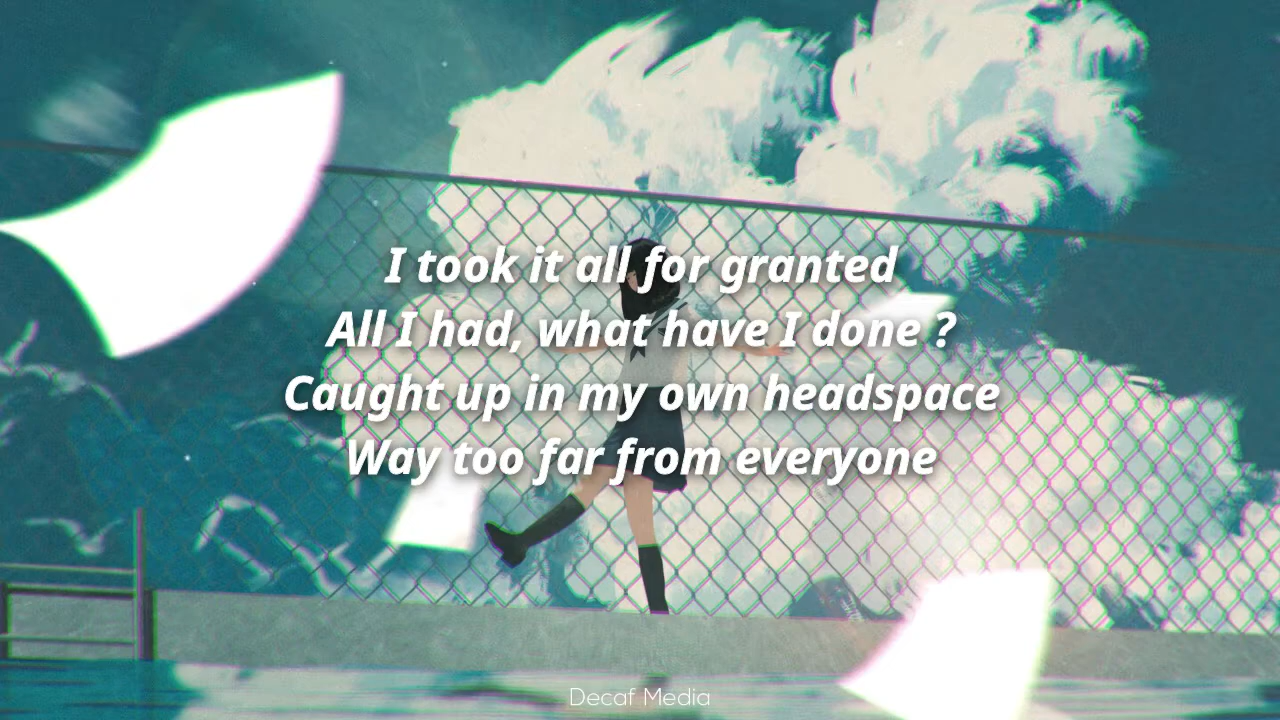 I took it all for granted
All I had, what have I done ?
Caught up in my own headspace
Way too far from everyone
Decaf Media